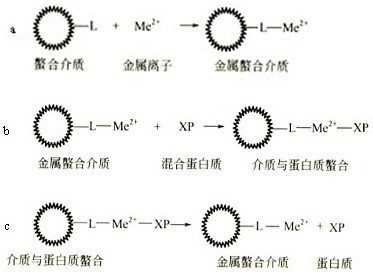 a —L + Me²⁺ → —L—Me²⁺
螯合介质 金属离子 金属螯合介质
b —L—Me²⁺ + XP → —L—Me²⁺—XP
金属螯合介质 混合蛋白质 介质与蛋白质螯合
c —L—Me²⁺—XP → —L—Me²⁺ + XP
介质与蛋白质螯合 金属螯合介质 蛋白质